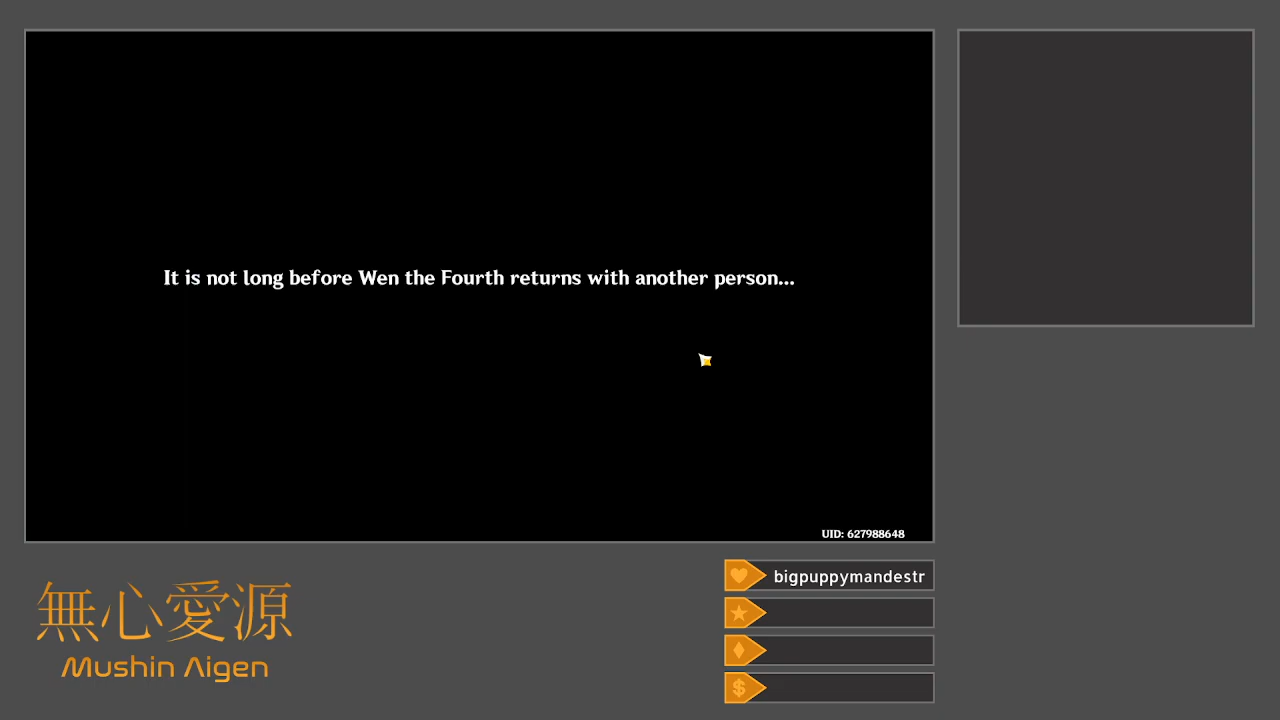 It is not long before Wen the Fourth returns with another person...
UID: 627988648
bigpuppymandestr
無心愛源
Mushin Aigen